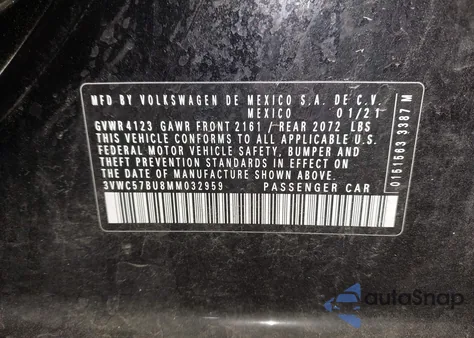 MFD BY VOLKSWAGEN DE MEXICO S.A. DE C.V.
MEXICO 01/21
GVWR 4123 GAWR FRONT 2161 / REAR 2072 LBS
THIS VEHICLE CONFORMS TO ALL APPLICABLE U.S.
FEDERAL MOTOR VEHICLE SAFETY, BUMPER AND
THEFT PREVENTION STANDARDS IN EFFECT ON
THE DATE OF MANUFACTURE SHOWN ABOVE.
3VWC57BU8MM032959 PASSENGER CAR
3387 M
autoSnap